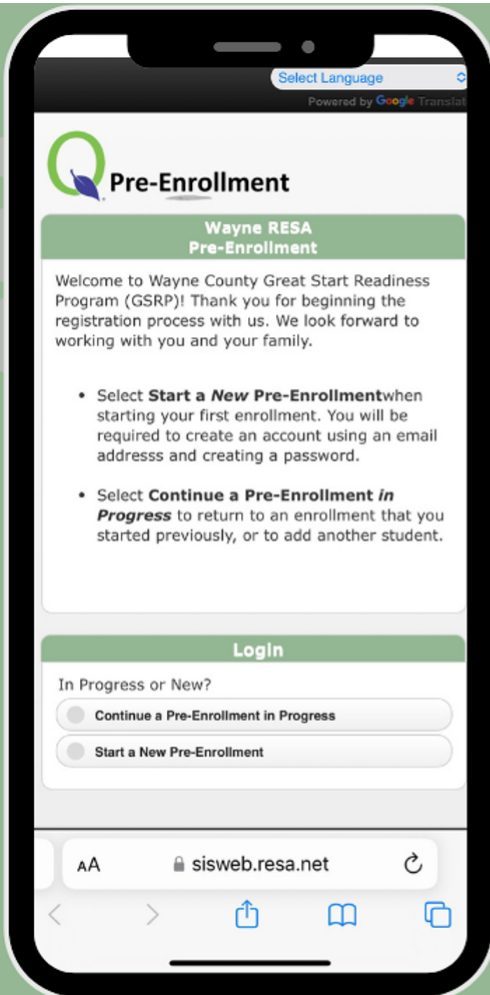 Select Language
Powered by Google Translat
Q Pre-Enrollment
Wayne RESA
Pre-Enrollment
Welcome to Wayne County Great Start Readiness
Program (GSRP)! Thank you for beginning the
registration process with us. We look forward to
working with you and your family.
• Select Start a New Pre-Enrollmentwhen
starting your first enrollment. You will be
required to create an account using an email
addresss and creating a password.
• Select Continue a Pre-Enrollment in
Progress to return to an enrollment that you
started previously, or to add another student.
Login
In Progress or New?
Continue a Pre-Enrollment in Progress
Start a New Pre-Enrollment
AA sisweb.resa.net